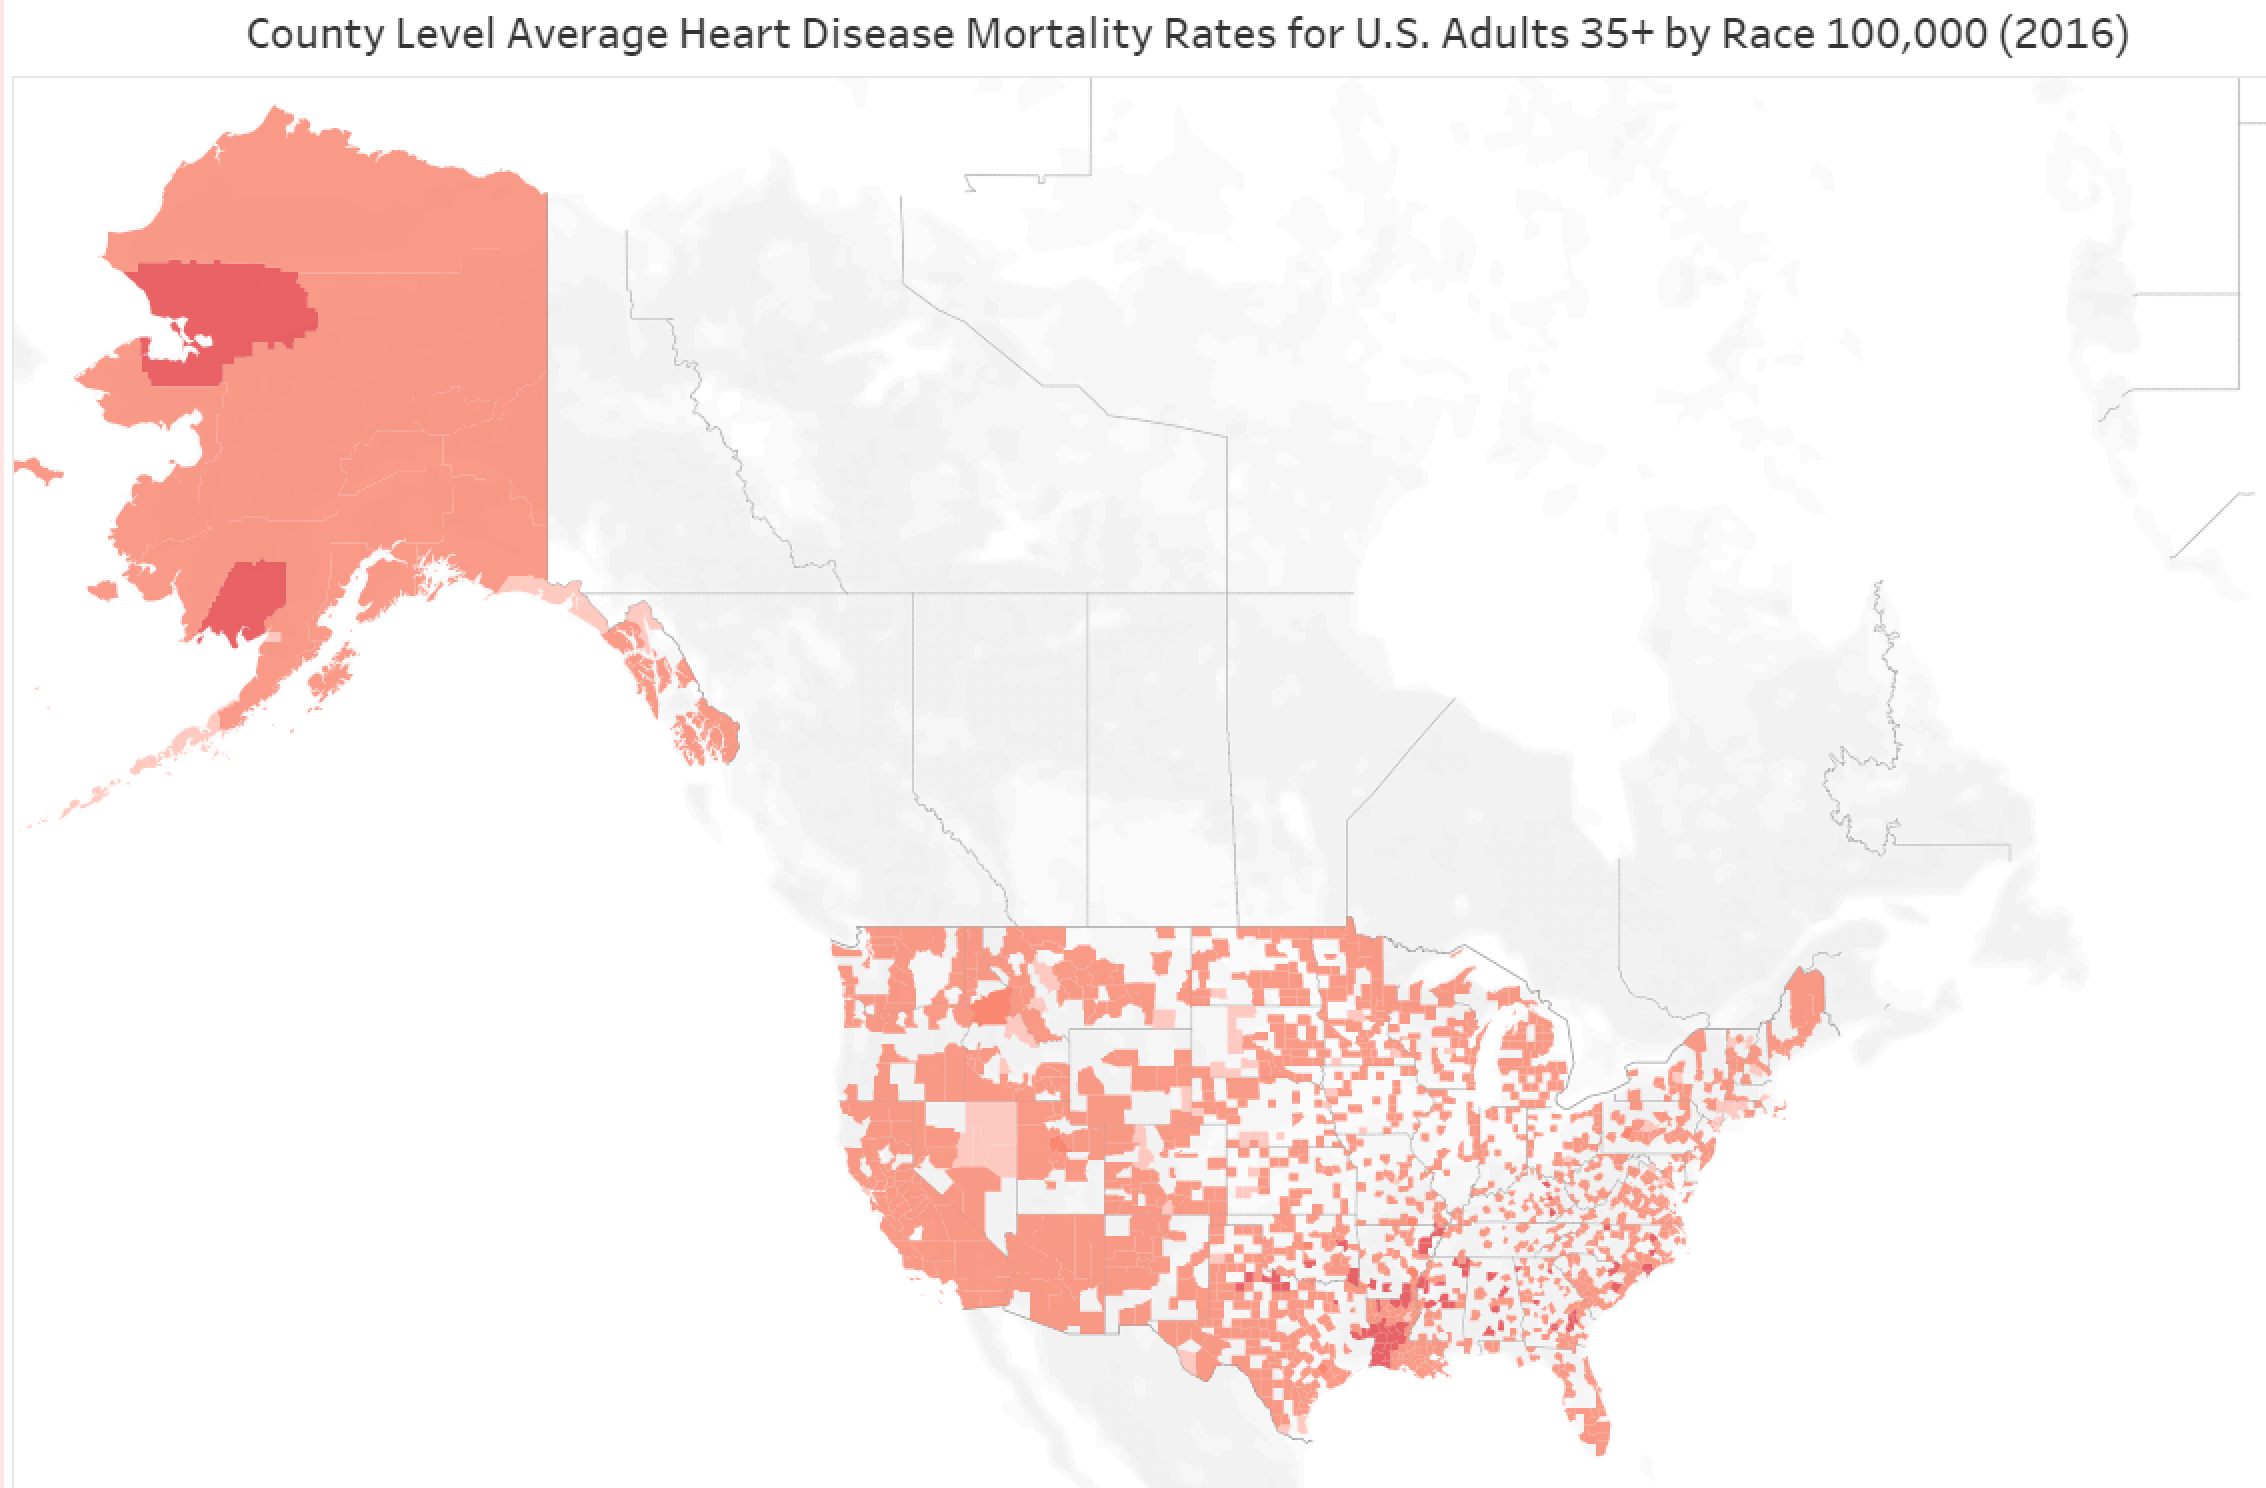 County Level Average Heart Disease Mortality Rates for U.S. Adults 35+ by Race 100,000 (2016)